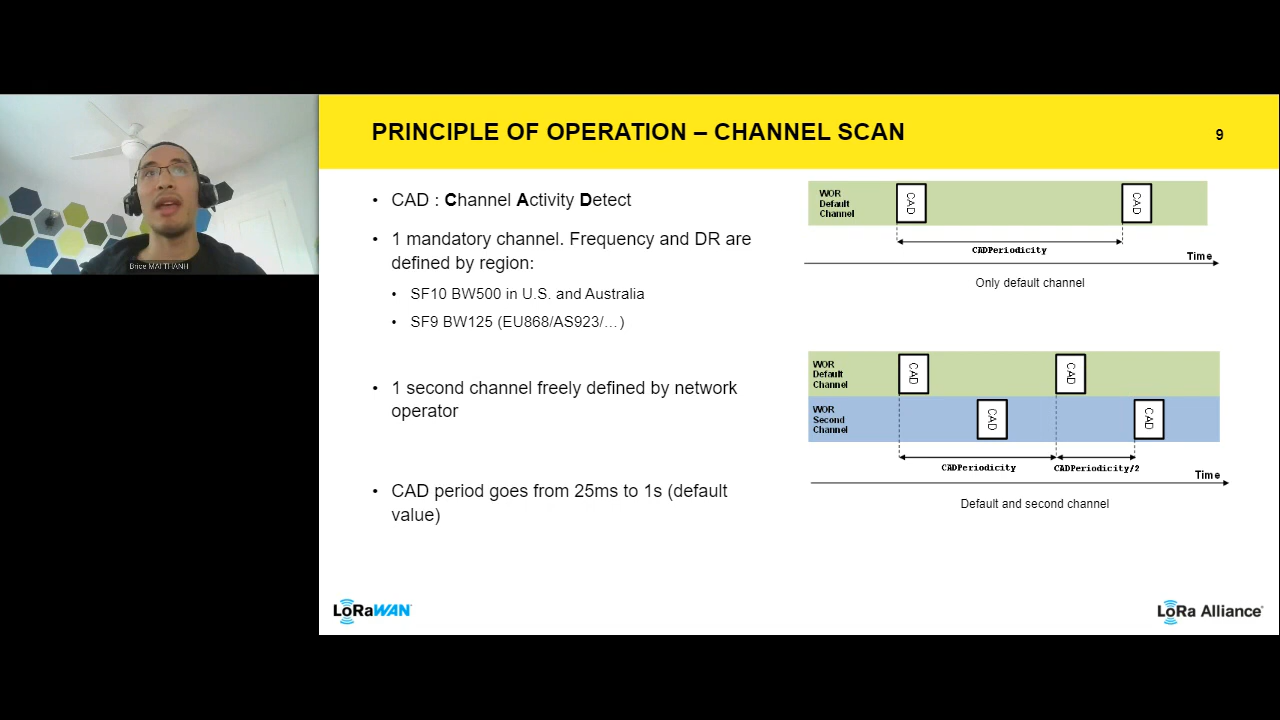 PRINCIPLE OF OPERATION – CHANNEL SCAN
9
• CAD : Channel Activity Detect
• 1 mandatory channel. Frequency and DR are
defined by region:
• SF10 BW500 in U.S. and Australia
• SF9 BW125 (EU868/AS923/…)
• 1 second channel freely defined by network
operator
• CAD period goes from 25ms to 1s (default
value)
WOR
Default
Channel
CAD
CAD
CADPeriodicity
Time
Only default channel
WOR
Default
Channel
CAD
CAD
WOR
Second
Channel
CAD
CAD
CADPeriodicity
CADPeriodicity/2
Time
Default and second channel
Brice MAI THANH
LoRaWAN
LoRa Alliance